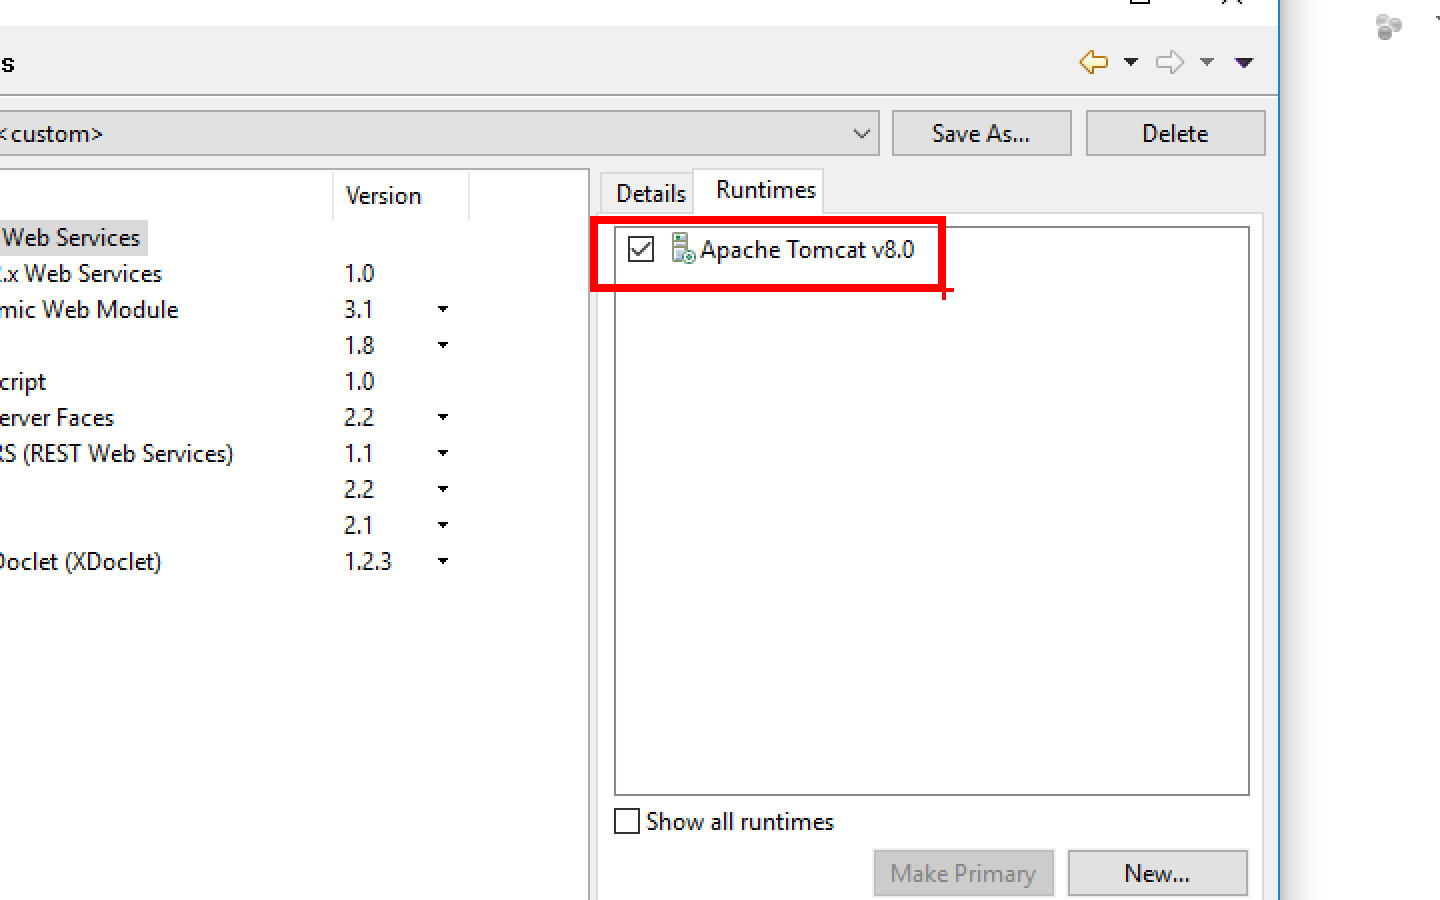 s
<custom>
Save As...
Delete
Version
Details
Runtimes
Web Services
.x Web Services 1.0
mic Web Module 3.1
1.8
cript 1.0
erver Faces 2.2
RS (REST Web Services) 1.1
2.2
2.1
Doclet (XDoclet) 1.2.3
Apache Tomcat v8.0
Show all runtimes
Make Primary
New...